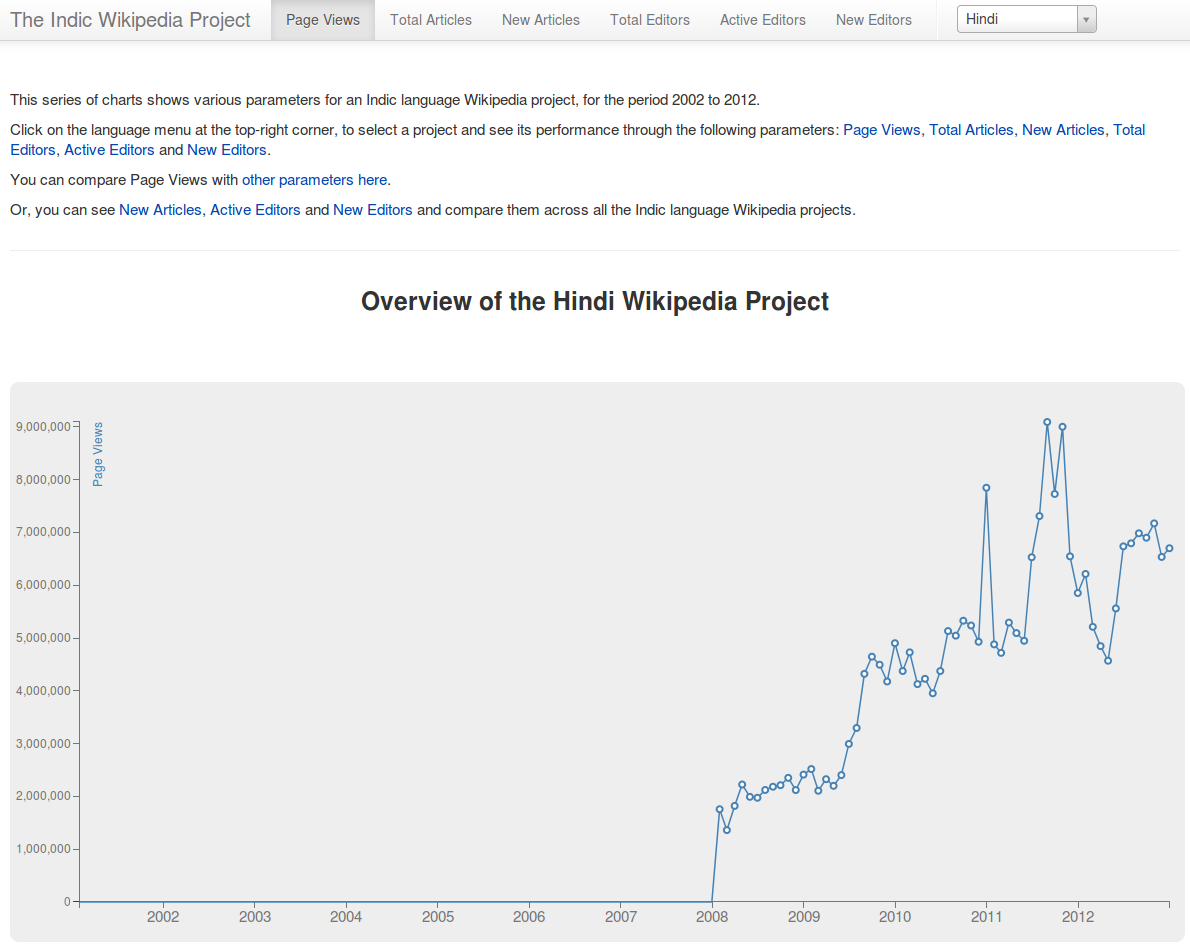 The Indic Wikipedia Project Page Views Total Articles New Articles Total Editors Active Editors New Editors Hindi
This series of charts shows various parameters for an Indic language Wikipedia project, for the period 2002 to 2012.
Click on the language menu at the top-right corner, to select a project and see its performance through the following parameters: Page Views, Total Articles, New Articles, Total
Editors, Active Editors and New Editors.
You can compare Page Views with other parameters here.
Or, you can see New Articles, Active Editors and New Editors and compare them across all the Indic language Wikipedia projects.
Overview of the Hindi Wikipedia Project
Page Views
9,000,000
8,000,000
7,000,000
6,000,000
5,000,000
4,000,000
3,000,000
2,000,000
1,000,000
0
2002 2003 2004 2005 2006 2007 2008 2009 2010 2011 2012